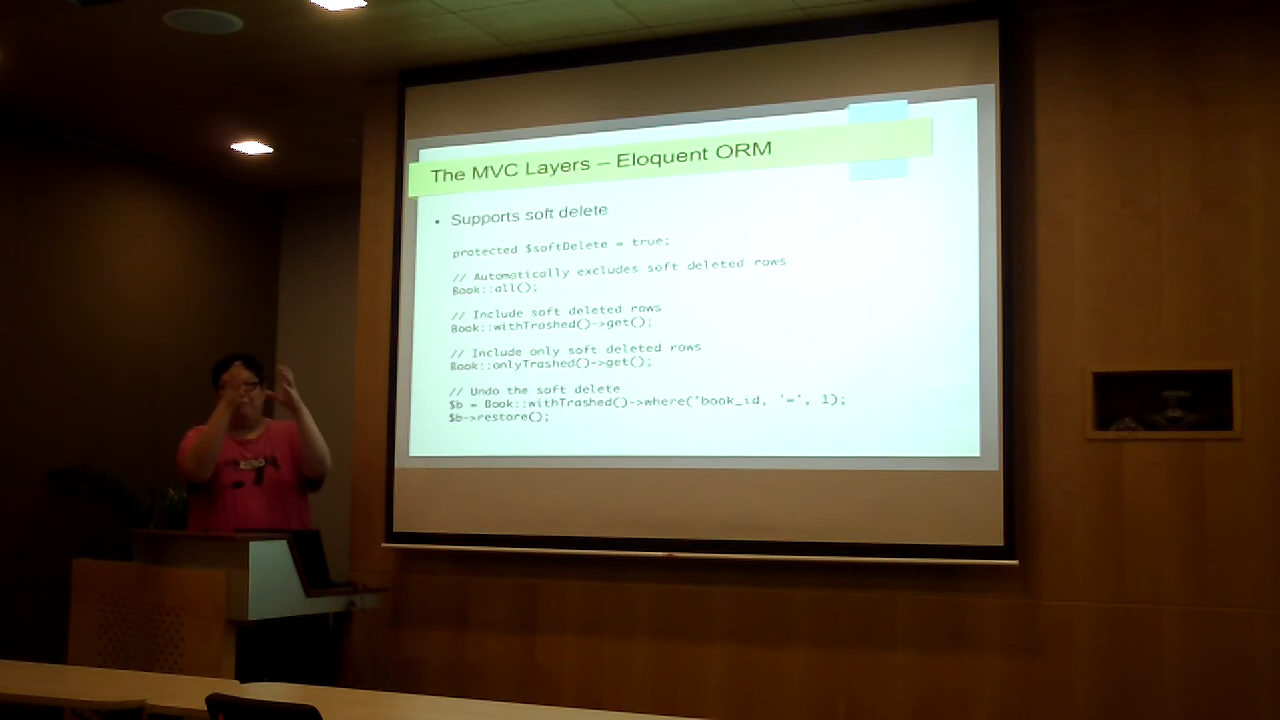 The MVC Layers – Eloquent ORM
• Supports soft delete
protected $softDelete = true;
// Automatically excludes soft deleted rows
Book::all();
// Include soft deleted rows
Book::withTrashed()->get();
// Include only soft deleted rows
Book::onlyTrashed()->get();
// Undo the soft delete
$b = Book::withTrashed()->where('book_id, '=', 1);
$b->restore();